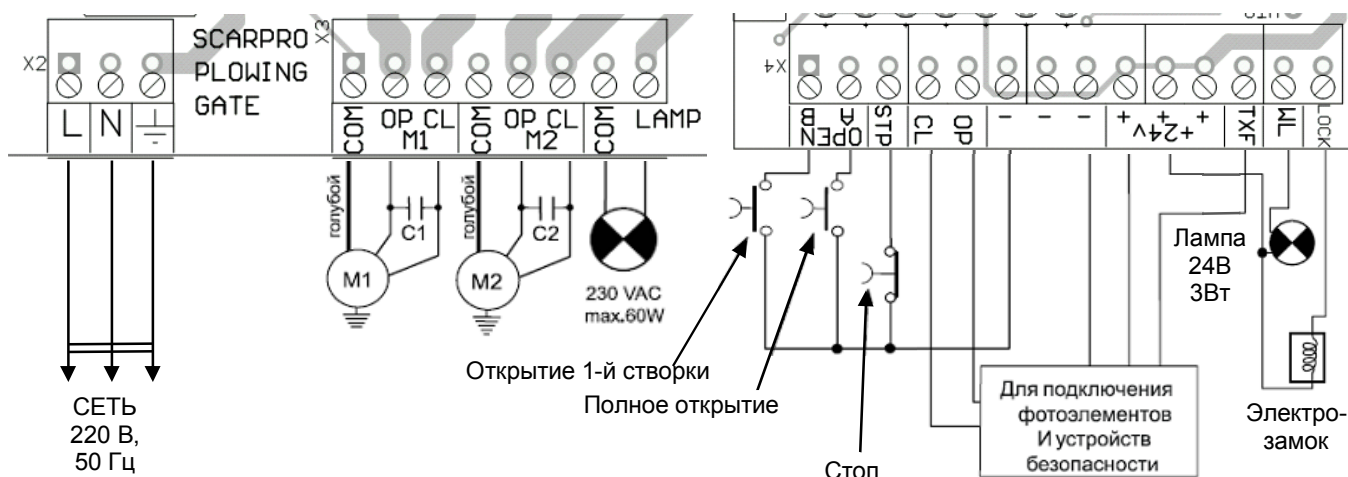 SCARPRO
PLOWING
GATE
X2
L N
СЕТЬ
220 В,
50 Гц
X3
COM OP CL COM OP CL COM LAMP
M1 M2
голубой голубой
C1 C2
M1 M2
230 VAC
max.60W
X4
B A STP CL OP - - - + + + TXF WL LOCK
OPEN +24v
Открытие 1-й створки
Полное открытие
Стоп
Для подключения
фотоэлементов
И устройств
безопасности
Лампа
24В
3Вт
Электро-
замок